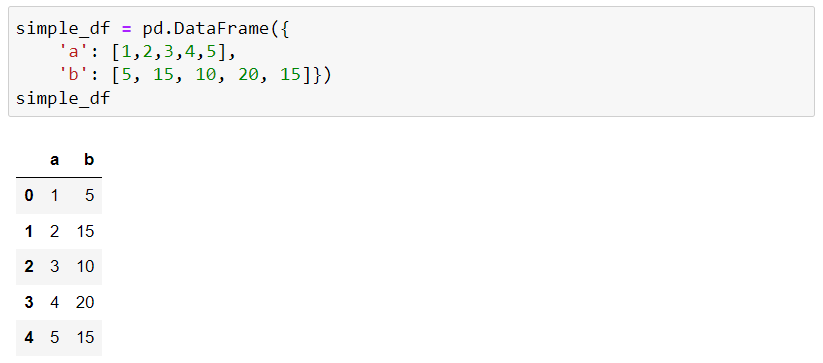 simple_df = pd.DataFrame({
    'a': [1,2,3,4,5],
    'b': [5, 15, 10, 20, 15]})
simple_df
a b
0 1 5
1 2 15
2 3 10
3 4 20
4 5 15